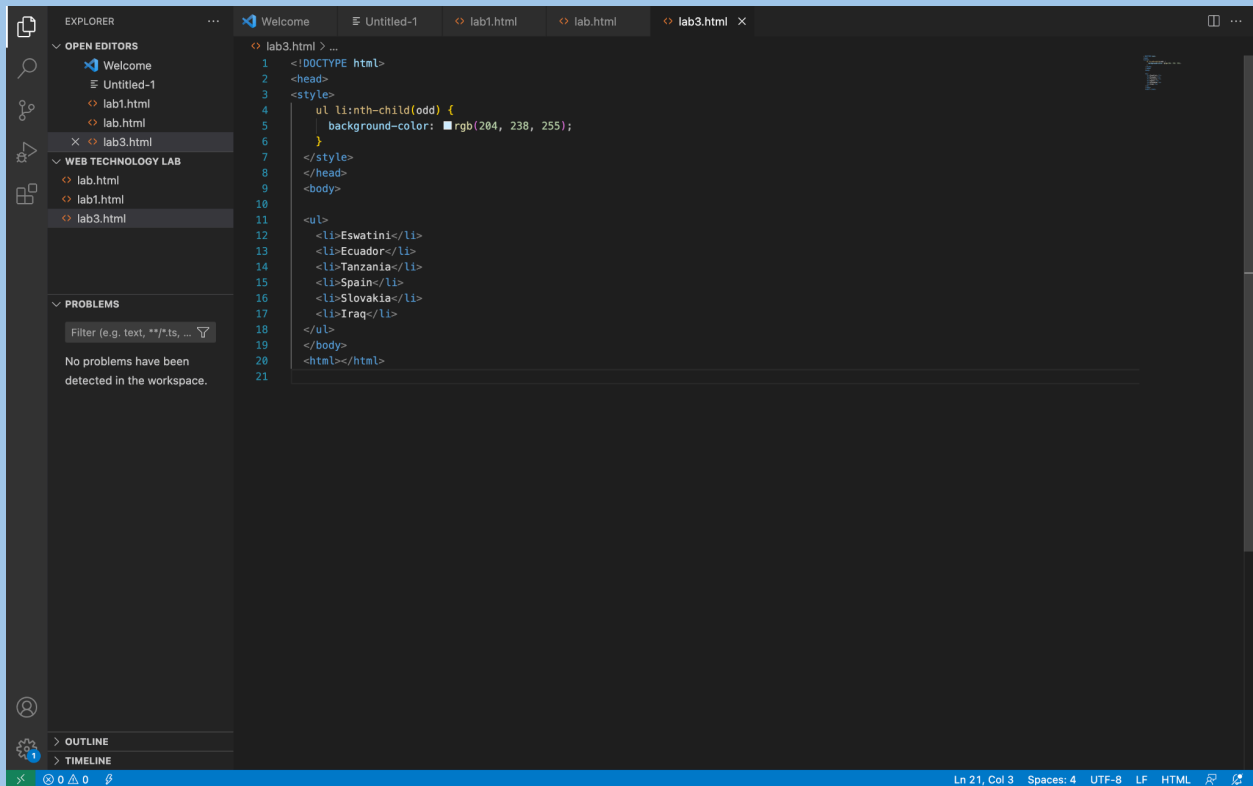 EXPLORER ...
OPEN EDITORS
Welcome
Untitled-1
lab1.html
lab.html
lab3.html
WEB TECHNOLOGY LAB
lab.html
lab1.html
lab3.html
PROBLEMS
Filter (e.g. text, **/*.ts, ...
No problems have been
detected in the workspace.
OUTLINE
TIMELINE
Welcome Untitled-1 lab1.html lab.html lab3.html
lab3.html > ...
1 <!DOCTYPE html>
2 <head>
3 <style>
4 ul li:nth-child(odd) {
5 background-color: rgb(204, 238, 255);
6 }
7 </style>
8 </head>
9 <body>
10
11 <ul>
12 <li>Eswatini</li>
13 <li>Ecuador</li>
14 <li>Tanzania</li>
15 <li>Spain</li>
16 <li>Slovakia</li>
17 <li>Iraq</li>
18 </ul>
19 </body>
20 <html></html>
21
1
0 0 Ln 21, Col 3 Spaces: 4 UTF-8 LF HTML